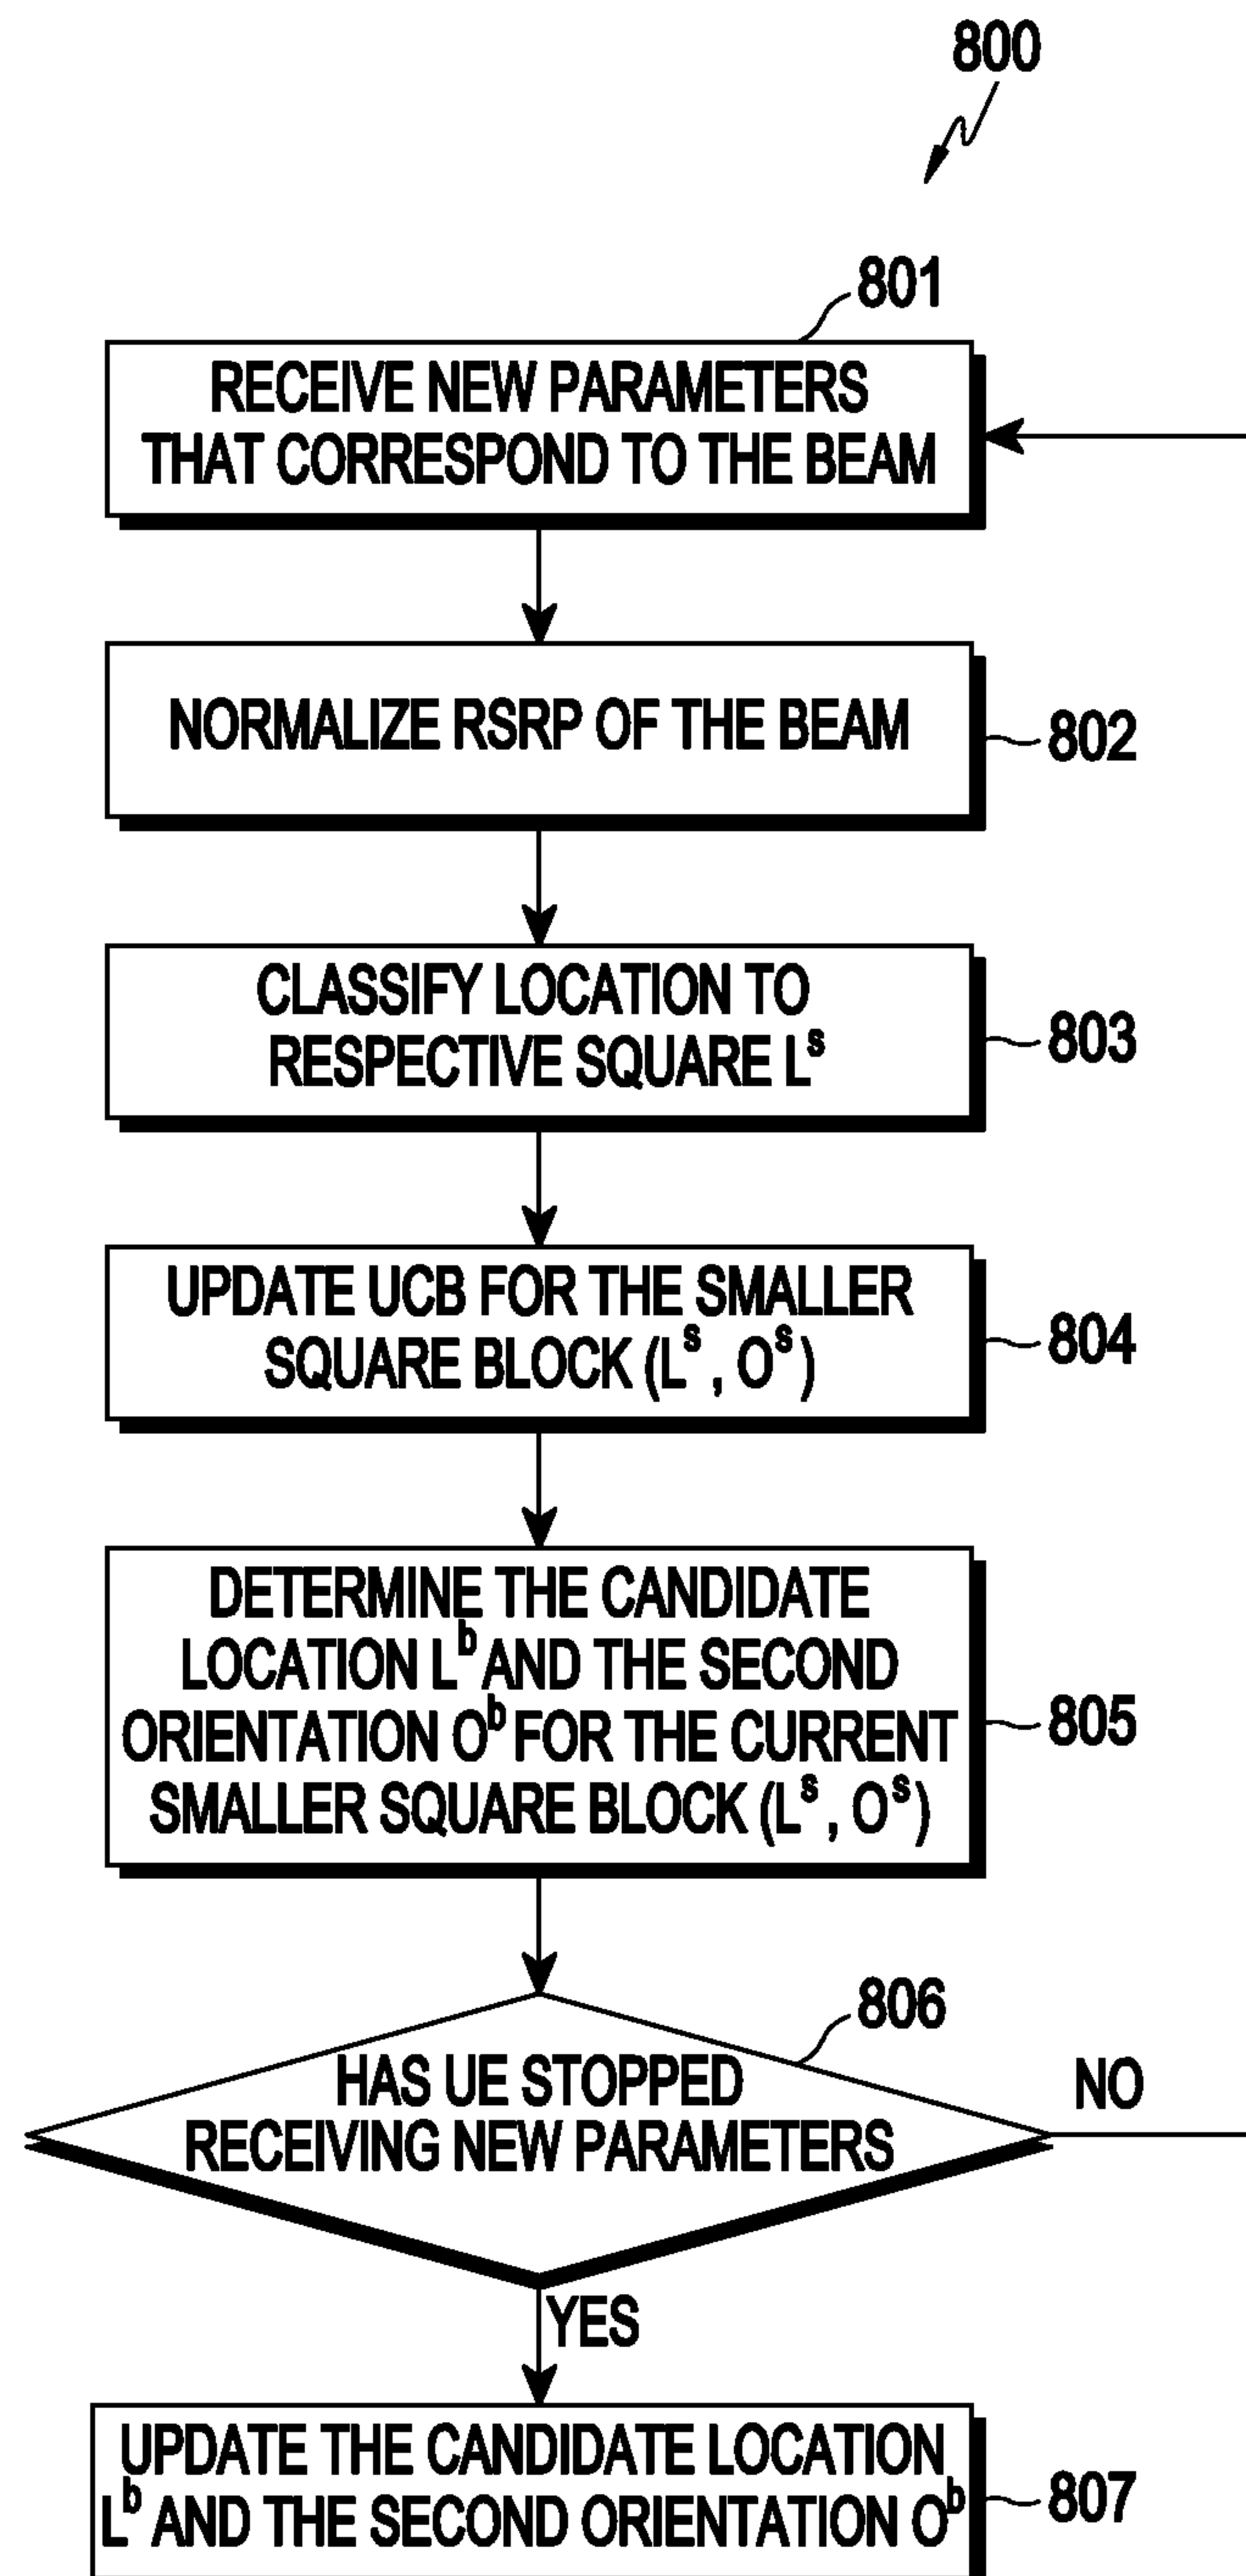 800
801
RECEIVE NEW PARAMETERS
THAT CORRESPOND TO THE BEAM
NORMALIZE RSRP OF THE BEAM
802
CLASSIFY LOCATION TO
RESPECTIVE SQUARE L^s
803
UPDATE UCB FOR THE SMALLER
SQUARE BLOCK (L^s, O^s)
804
DETERMINE THE CANDIDATE
LOCATION L^b AND THE SECOND
ORIENTATION O^b FOR THE CURRENT
SMALLER SQUARE BLOCK (L^s, O^s)
805
806
HAS UE STOPPED
RECEIVING NEW PARAMETERS
NO
YES
UPDATE THE CANDIDATE LOCATION
L^b AND THE SECOND ORIENTATION O^b
807